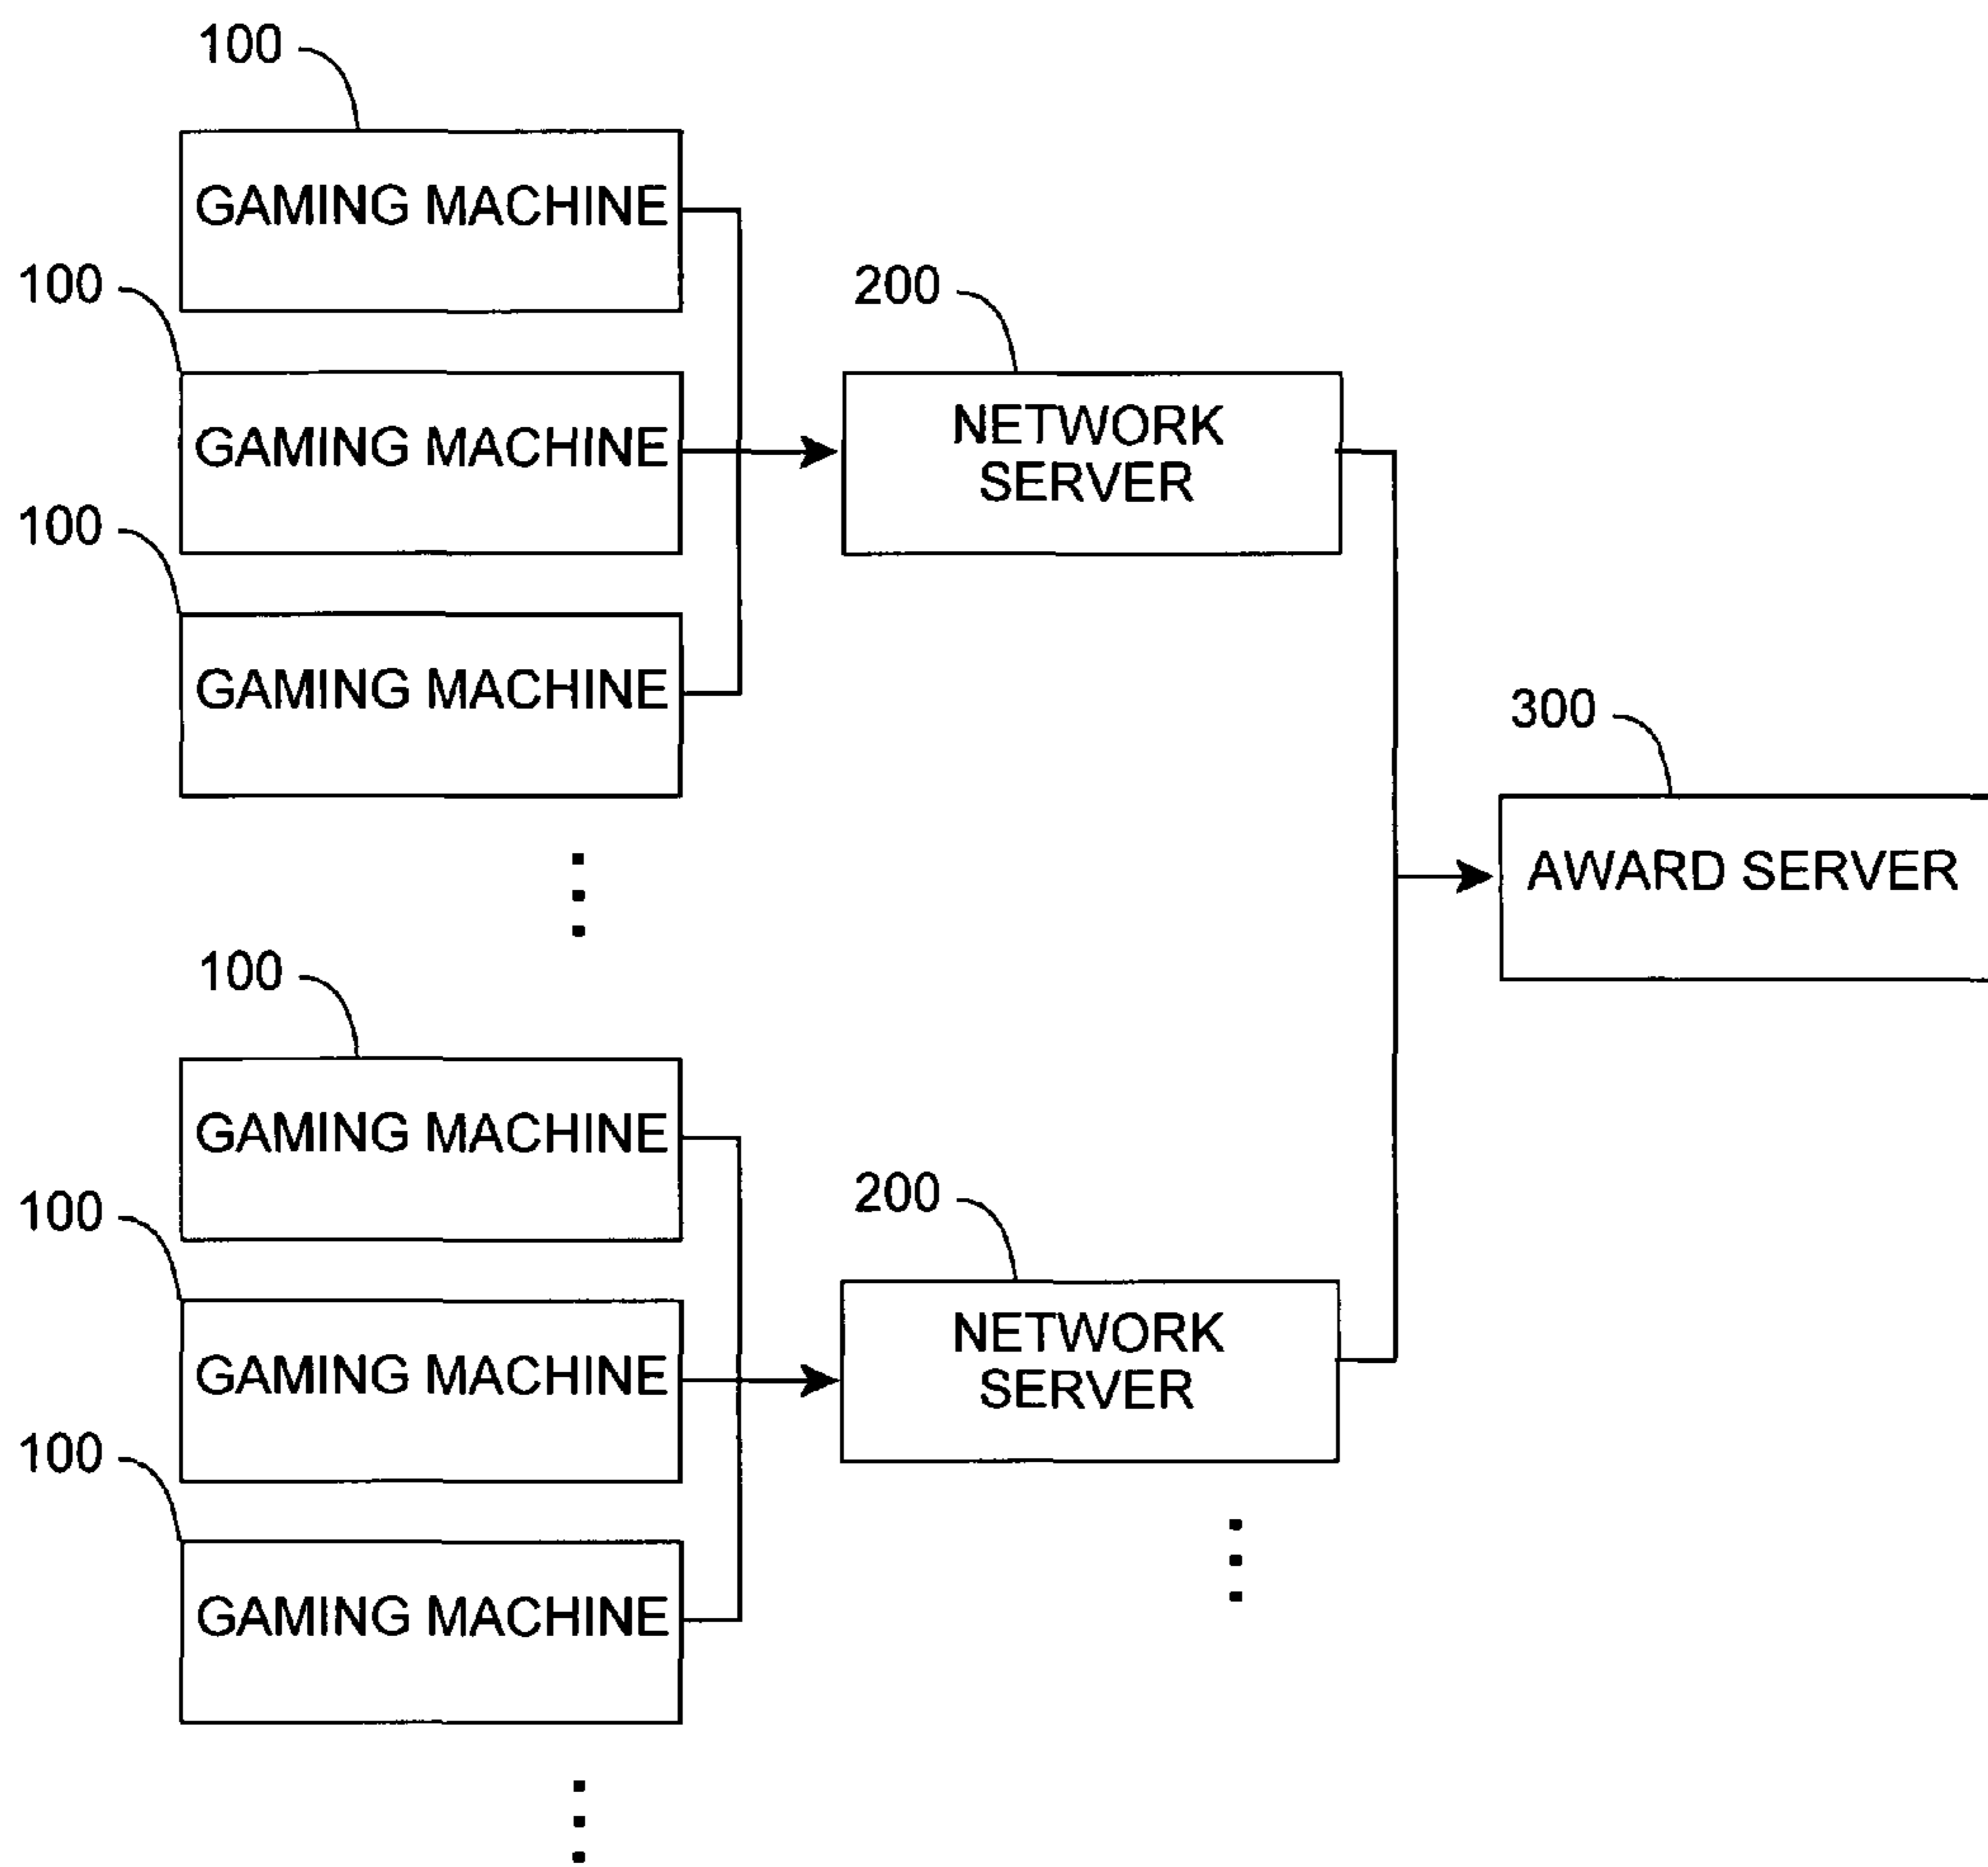 100
GAMING MACHINE
100
GAMING MACHINE
100
GAMING MACHINE
200
NETWORK
SERVER
300
AWARD SERVER
100
GAMING MACHINE
100
GAMING MACHINE
100
GAMING MACHINE
200
NETWORK
SERVER